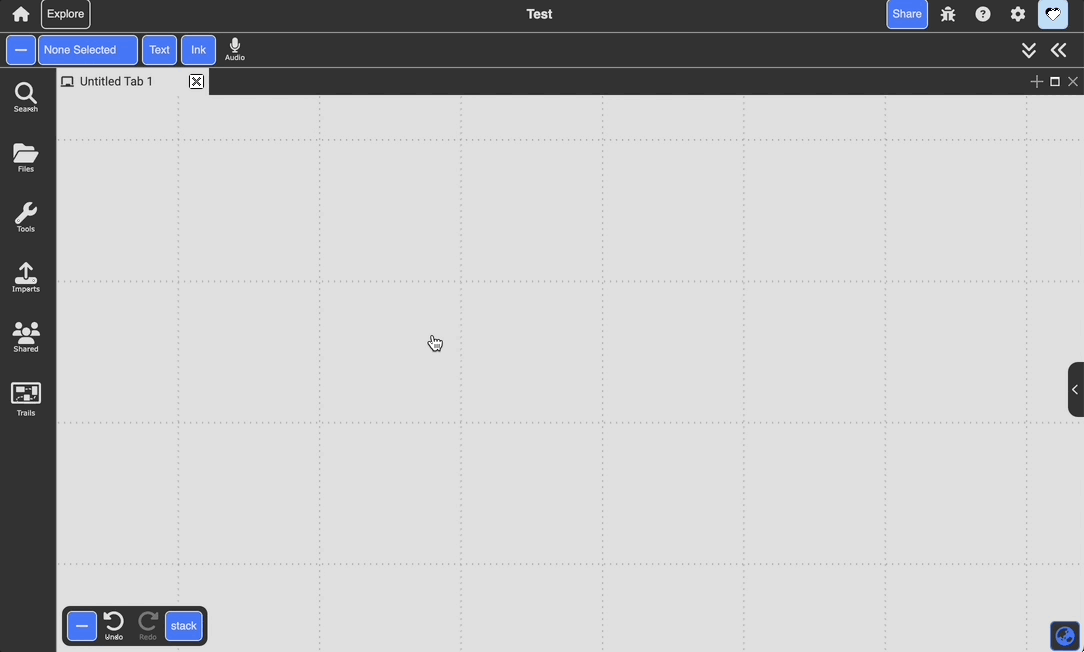 Explore
Test
Share
None Selected
Text
Ink
Audio
Untitled Tab 1
Search
Files
Tools
Imports
Shared
Trails
Undo
Redo
stack